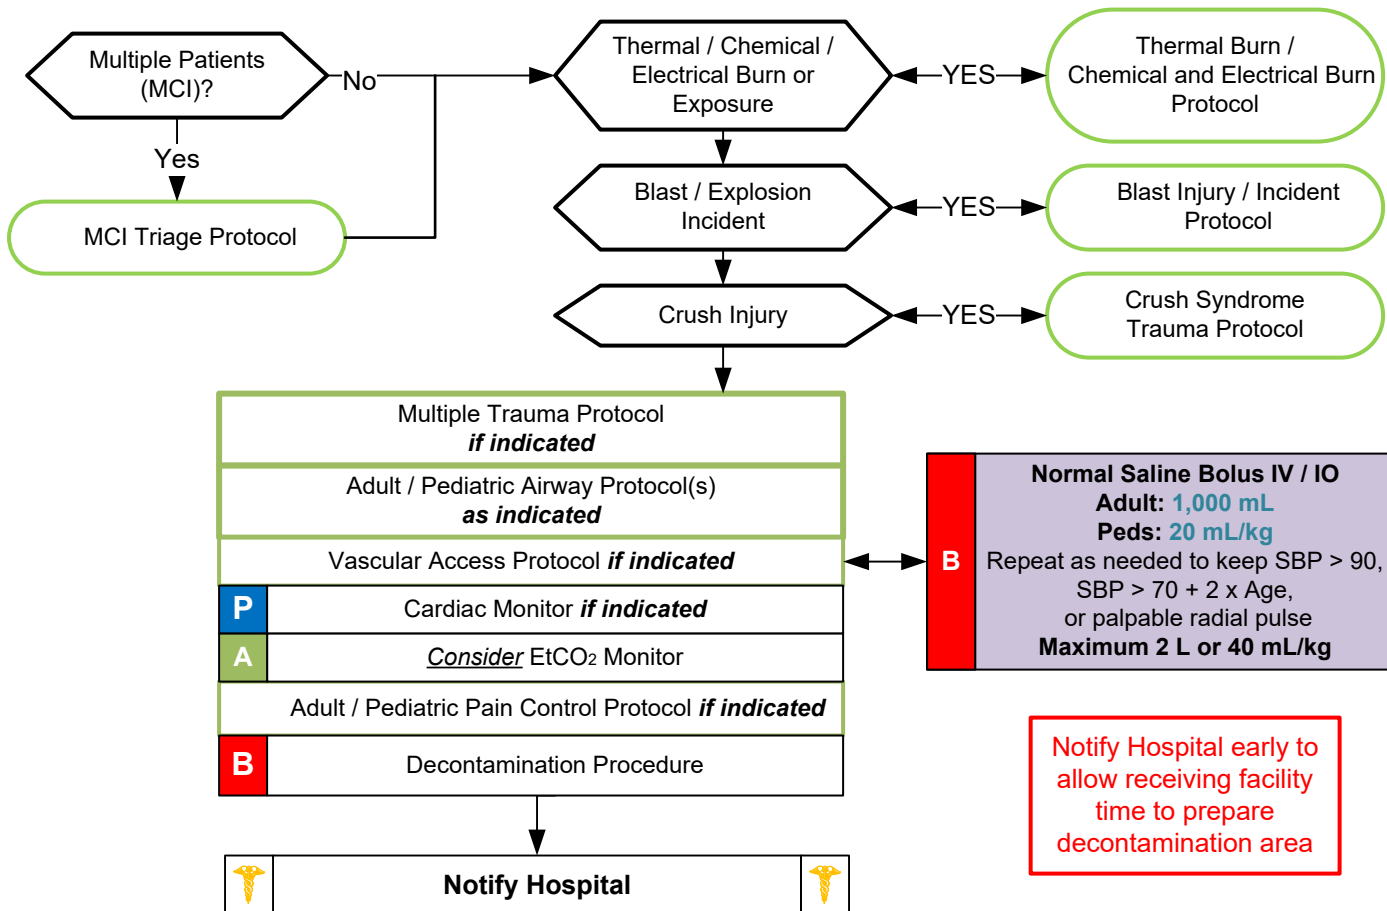 Multiple Patients
(MCI)?
No
Yes
MCI Triage Protocol
Thermal / Chemical /
Electrical Burn or
Exposure
YES
Thermal Burn /
Chemical and Electrical Burn
Protocol
Blast / Explosion
Incident
YES
Blast Injury / Incident
Protocol
Crush Injury
YES
Crush Syndrome
Trauma Protocol
Multiple Trauma Protocol
if indicated
Adult / Pediatric Airway Protocol(s)
as indicated
Vascular Access Protocol if indicated
P
Cardiac Monitor if indicated
A
Consider EtCO2 Monitor
Adult / Pediatric Pain Control Protocol if indicated
B
Decontamination Procedure
Notify Hospital
B
Normal Saline Bolus IV / IO
Adult: 1,000 mL
Peds: 20 mL/kg
Repeat as needed to keep SBP > 90,
SBP > 70 + 2 x Age,
or palpable radial pulse
Maximum 2 L or 40 mL/kg
Notify Hospital early to
allow receiving facility
time to prepare
decontamination area